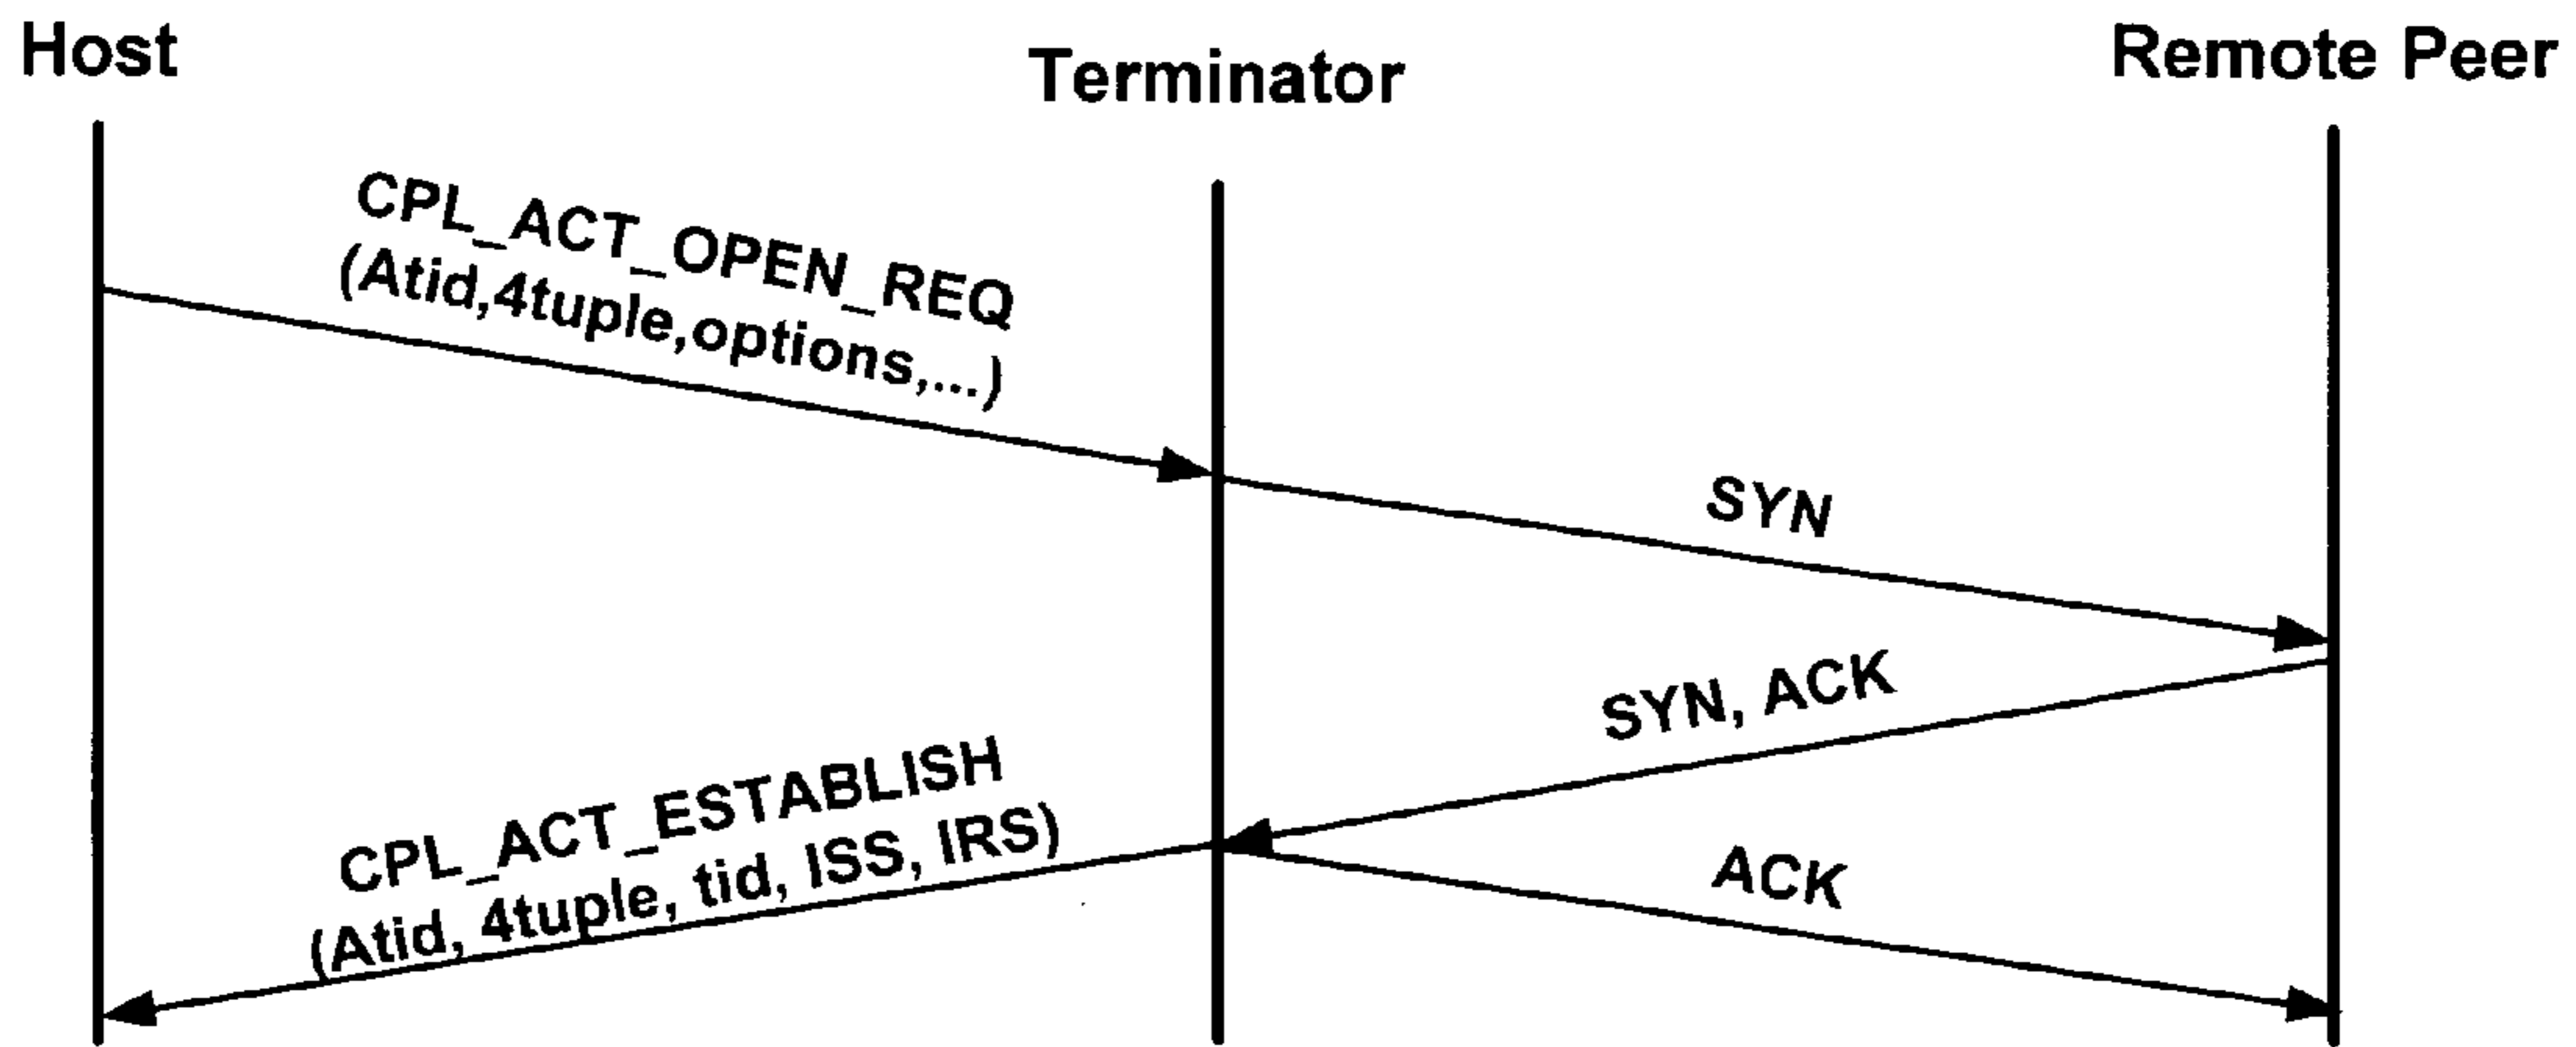 Host
Terminator
Remote Peer
CPL_ACT_OPEN_REQ
(Atid,4tuple,options,...)
SYN
SYN, ACK
CPL_ACT_ESTABLISH
(Atid, 4tuple, tid, ISS, IRS)
ACK